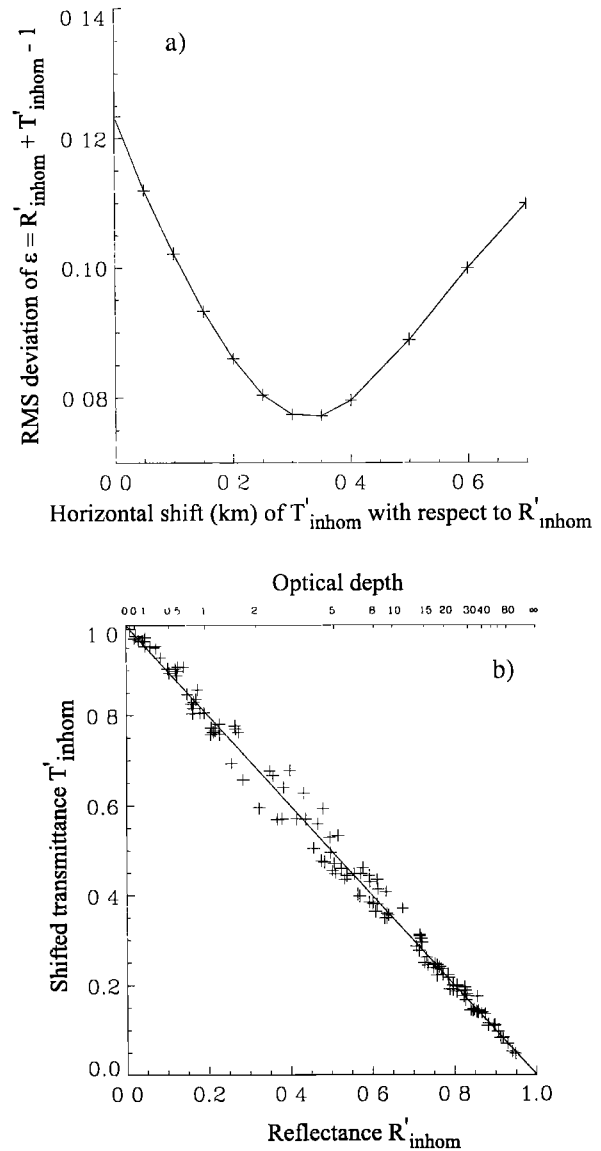 a)
RMS deviation of ε = R'inhom + T'inhom - 1
0 14
0 12
0 10
0 08
0 0 0 2 0 4 0 6
Horizontal shift (km) of T'inhom with respect to R'inhom
Optical depth
0 0 1 0 5 1 2 5 8 10 15 20 30 40 80 ∞
b)
Shifted transmittance T'inhom
1 0
0.8
0.6
0 4
0.2
0.0
0 0 0.2 0 4 0 6 0 8 1.0
Reflectance R'inhom